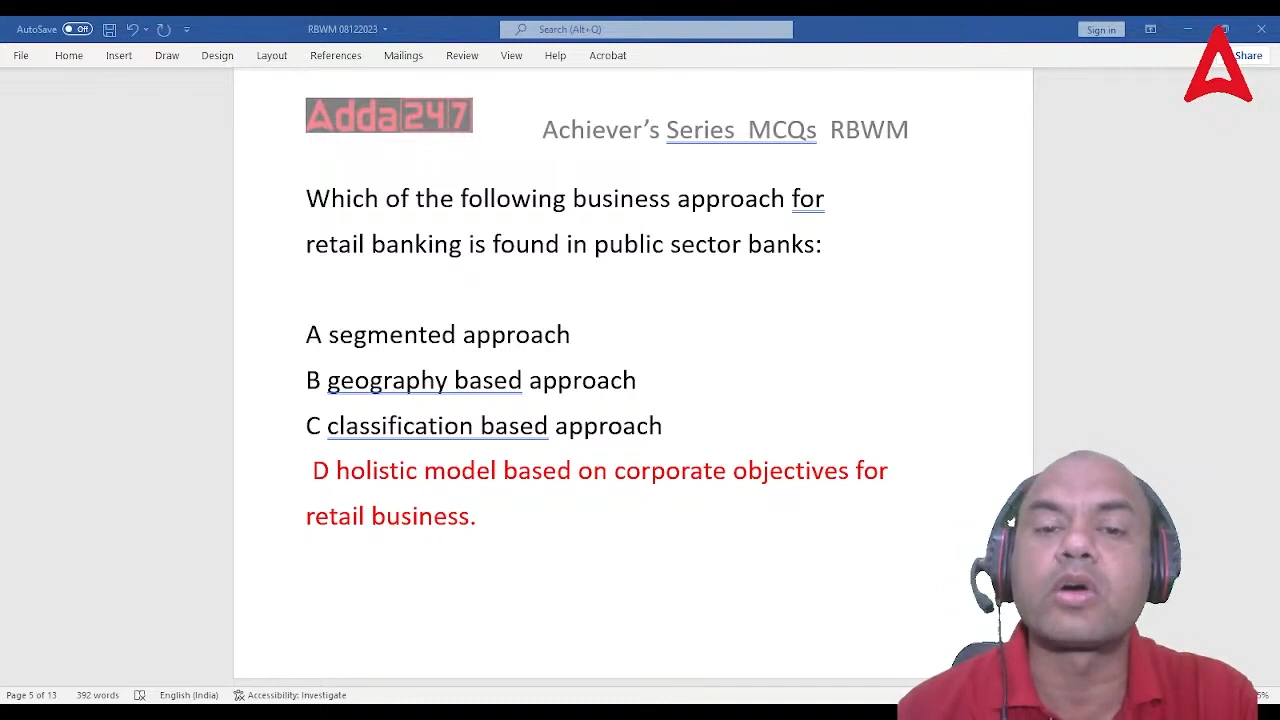 AutoSave Off RBWM 08122023 Search (Alt+Q) Sign in
File Home Insert Draw Design Layout References Mailings Review View Help Acrobat Share
Adda247
Achiever's Series MCQs RBWM
Which of the following business approach for
retail banking is found in public sector banks:
A segmented approach
B geography based approach
C classification based approach
D holistic model based on corporate objectives for
retail business.
Page 5 of 13 392 words English (India) Accessibility: Investigate